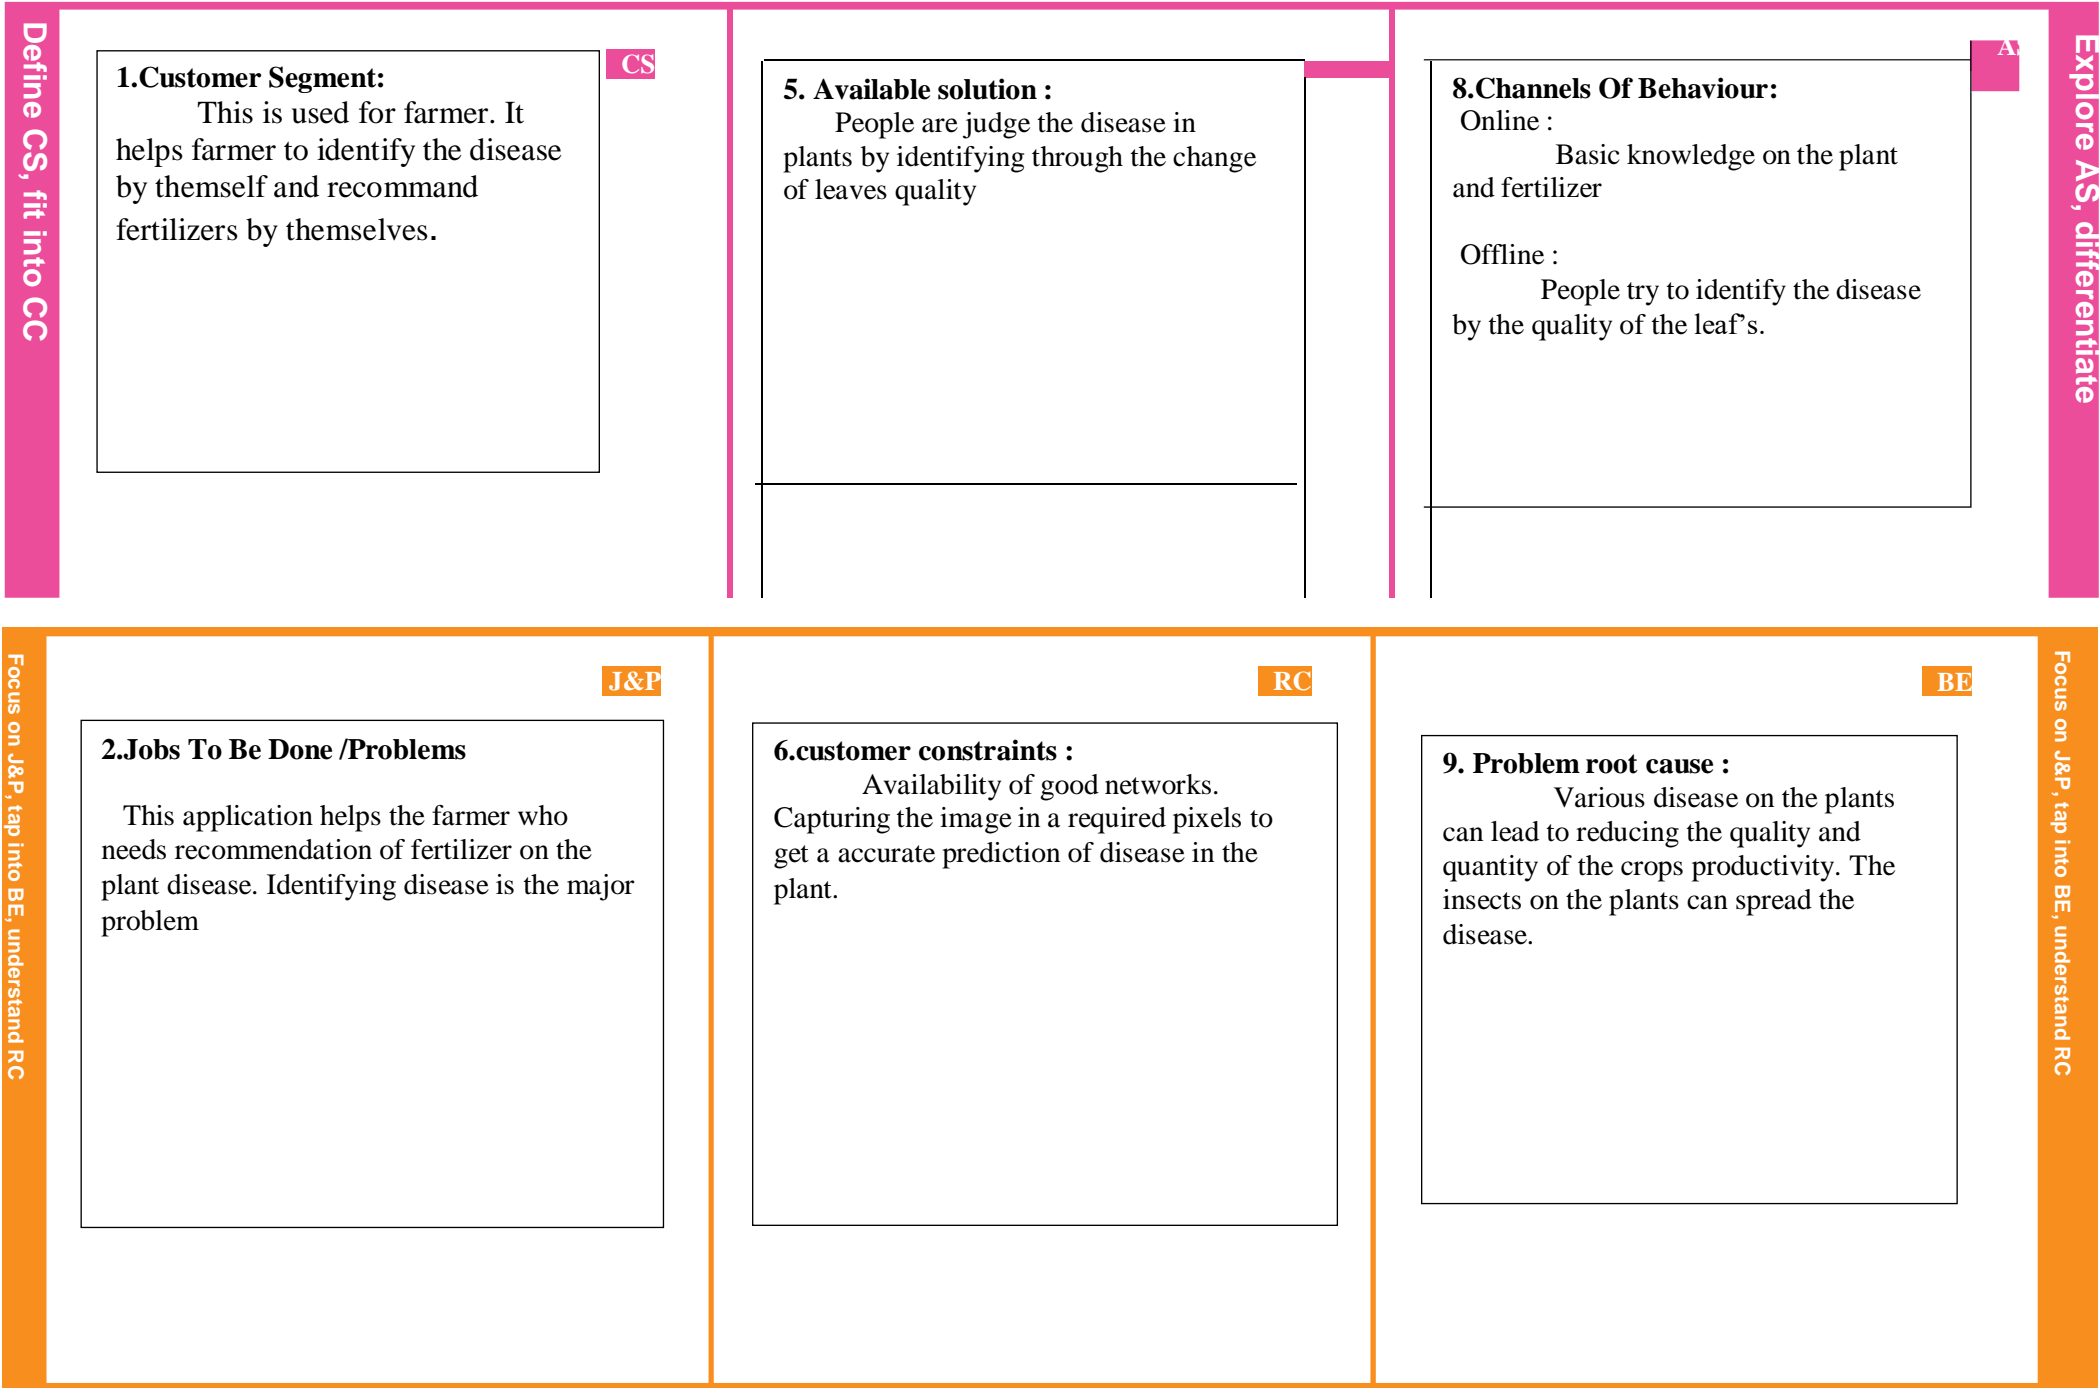 Define CS, fit into CC
CS
1.Customer Segment:
This is used for farmer. It
helps farmer to identify the disease
by themself and recommand
fertilizers by themselves.
5. Available solution :
People are judge the disease in
plants by identifying through the change
of leaves quality
AS
8.Channels Of Behaviour:
Online :
Basic knowledge on the plant
and fertilizer
Offline :
People try to identify the disease
by the quality of the leaf’s.
Explore AS, differentiate
Focus on J&P, tap into BE, understand RC
J&P
2.Jobs To Be Done /Problems
This application helps the farmer who
needs recommendation of fertilizer on the
plant disease. Identifying disease is the major
problem
RC
6.customer constraints :
Availability of good networks.
Capturing the image in a required pixels to
get a accurate prediction of disease in the
plant.
BE
9. Problem root cause :
Various disease on the plants
can lead to reducing the quality and
quantity of the crops productivity. The
insects on the plants can spread the
disease.
Focus on J&P, tap into BE, understand RC